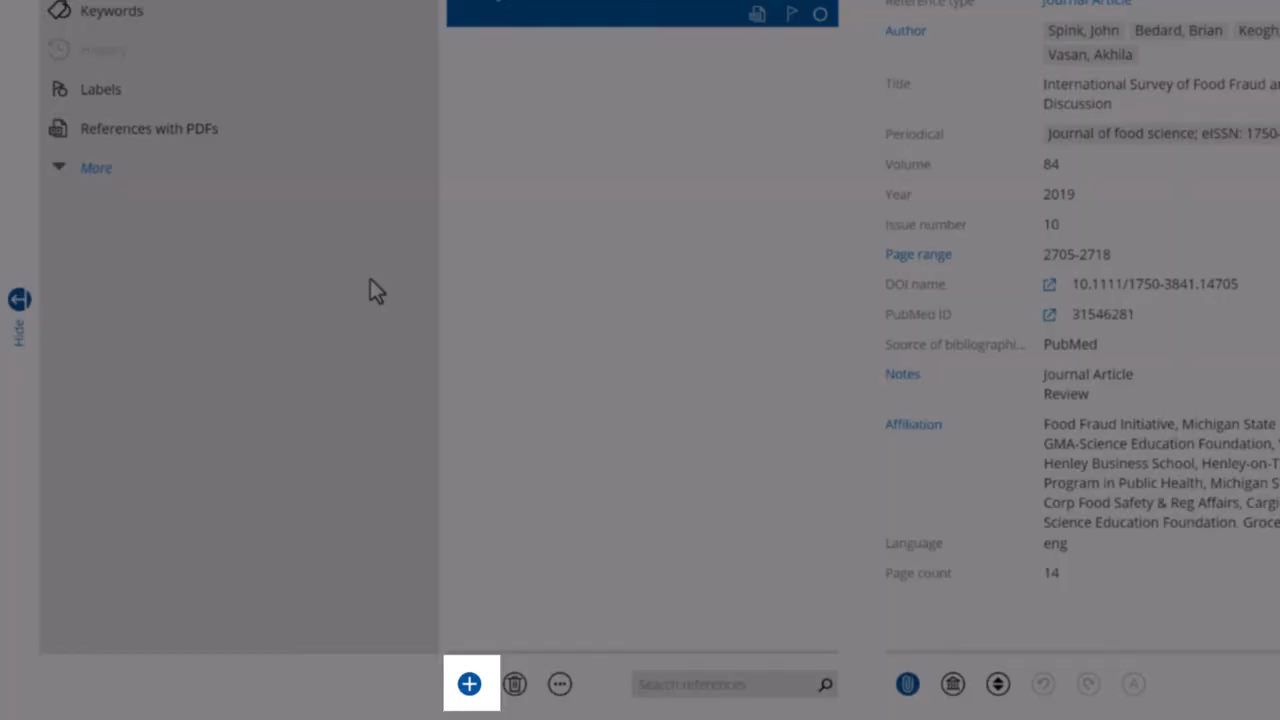 Keywords
History
Labels
References with PDFs
More
Hide
Search references
Reference type
Journal Article
Author
Spink, John Bedard, Brian Keogh
Vasan, Akhila
Title
International Survey of Food Fraud a
Discussion
Periodical
Journal of food science; eISSN: 1750-
Volume
84
Year
2019
Issue number
10
Page range
2705-2718
DOI name
10.1111/1750-3841.14705
PubMed ID
31546281
Source of bibliographi...
PubMed
Notes
Journal Article
Review
Affiliation
Food Fraud Initiative, Michigan State
GMA-Science Education Foundation,
Henley Business School, Henley-on-T
Program in Public Health, Michigan S
Corp Food Safety & Reg Affairs, Cargi
Science Education Foundation. Groce
Language
eng
Page count
14